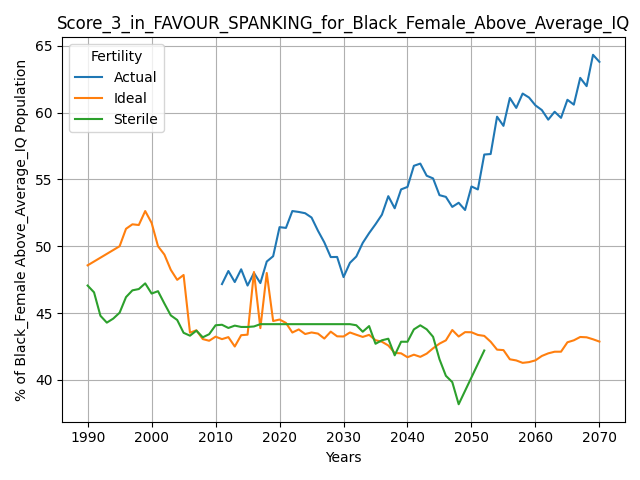 Score_3_in_FAVOUR_SPANKING_for_Black_Female_Above_Average_IQ
% of Black_Female Above_Average_IQ Population
65
60
55
50
45
40
Fertility
Actual
Ideal
Sterile
1990 2000 2010 2020 2030 2040 2050 2060 2070
Years